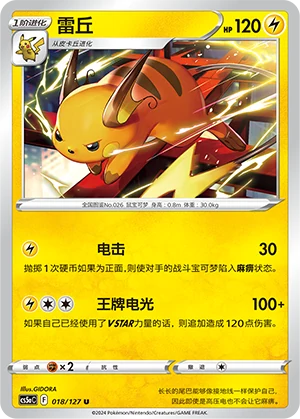 1阶进化
雷丘
HP 120
从皮卡丘进化
全国图鉴No.026 鼠宝可梦 身高：0.8m 体重：30.0kg
电击 30
抛掷1次硬币如果为正面，则使对手的战斗宝可梦陷入麻痹状态。
王牌电光 100+
如果自己已经使用了VSTAR力量的话，则追加造成120点伤害。
弱点 ×2 抗性 撤退
Illus.GIDORA
CS5aC F 018/127 U
长长的尾巴能够像接地线一样保护自己，
因此即使是高压电也不会让它麻痹。
©2024 Pokémon/Nintendo/Creatures/GAME FREAK.